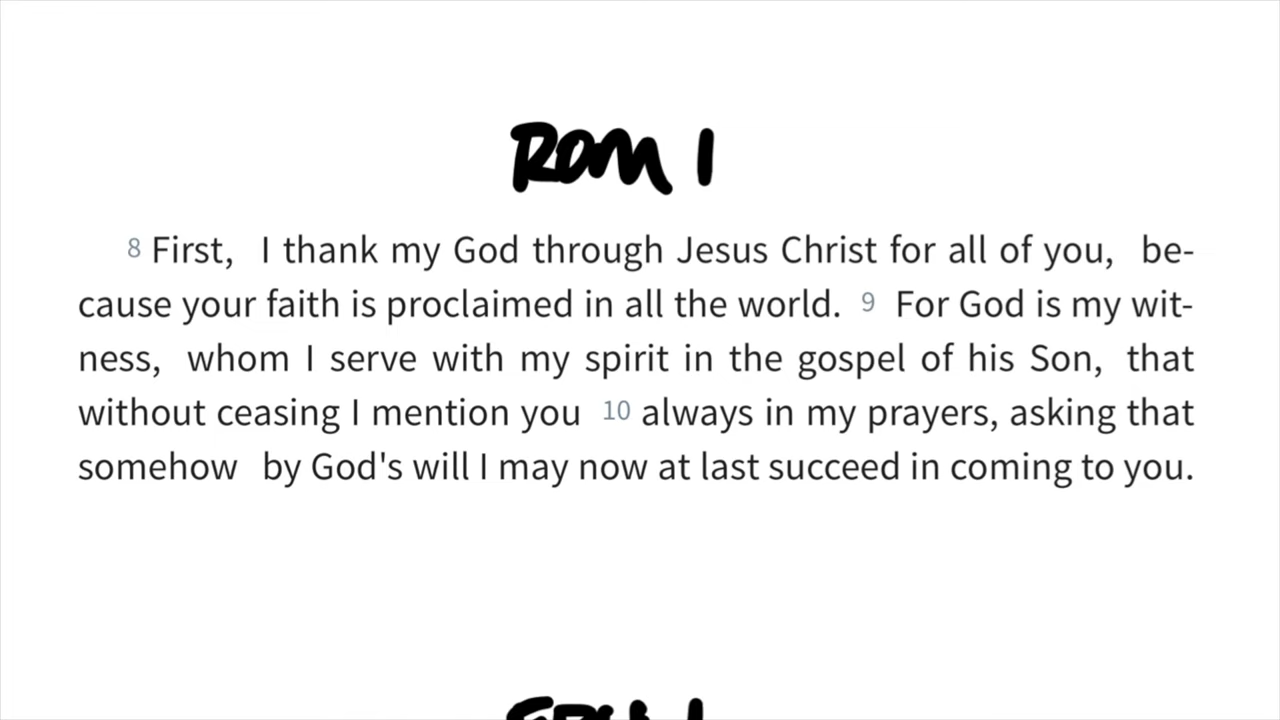 ROM 1
8 First, I thank my God through Jesus Christ for all of you, be-
cause your faith is proclaimed in all the world. 9 For God is my wit-
ness, whom I serve with my spirit in the gospel of his Son, that
without ceasing I mention you 10 always in my prayers, asking that
somehow by God's will I may now at last succeed in coming to you.